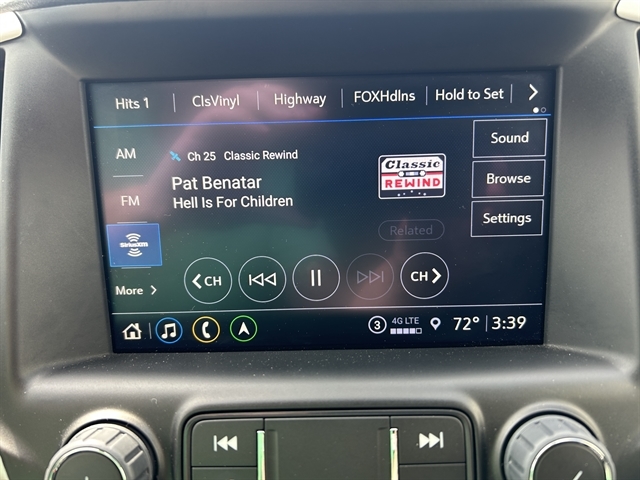 Hits 1
ClsVinyl
Highway
FOXHdlns
Hold to Set
AM
Ch 25 Classic Rewind
Classic
REWIND
Sound
Pat Benatar
Browse
FM
Hell Is For Children
Settings
SiriusXM
Related
More
CH
CH
3
4G LTE
72°
3:39